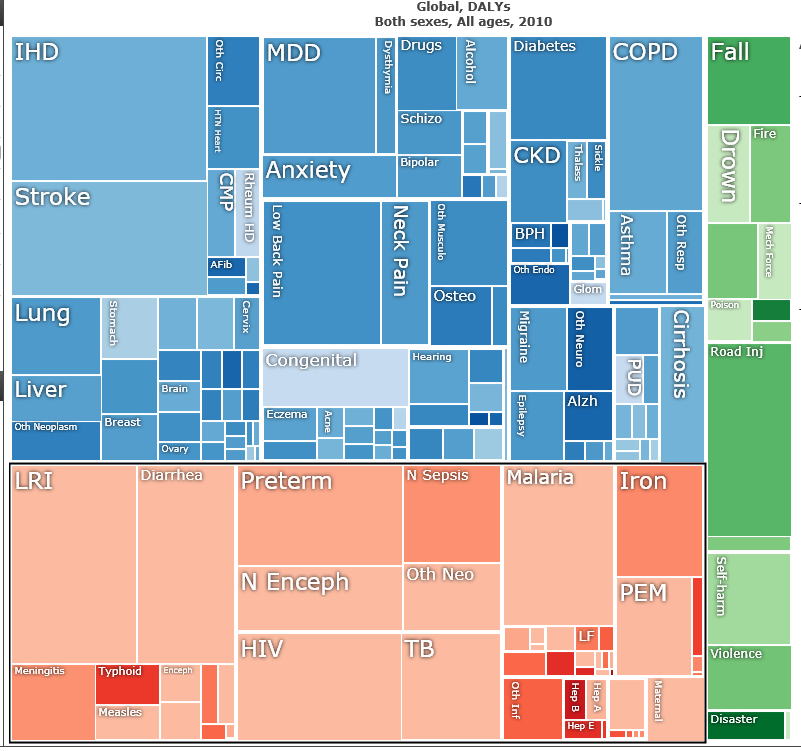 Global, DALYs
Both sexes, All ages, 2010
IHD
Oth Circ
HTN Heart
Stroke
CMP
Rheum HD
AFib
MDD
Dysthymia
Drugs
Alcohol
Schizo
Anxiety
Bipolar
Low Back Pain
Neck Pain
Oth Musculo
Osteo
Diabetes
CKD
Thalass
Sickle
BPH
Oth Endo
Glom
COPD
Asthma
Oth Resp
Fall
Drown
Fire
Mech Force
Poison
Road Inj
Lung
Stomach
Cervix
Liver
Brain
Oth Neoplasm
Breast
Ovary
Congenital
Hearing
Eczema
Acne
Migraine
Oth Neuro
Epilepsy
Alzh
PUD
Cirrhosis
LRI
Diarrhea
Meningitis
Typhoid
Enceph
Measles
Preterm
N Sepsis
N Enceph
Oth Neo
HIV
TB
Malaria
Iron
PEM
LF
Oth Inf
Hep B
Hep A
Hep E
Maternal
Self-harm
Violence
Disaster